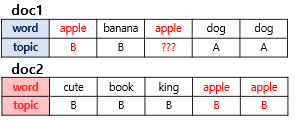 doc1
word apple banana apple dog dog
topic B B ??? A A
doc2
word cute book king apple apple
topic B B B B B